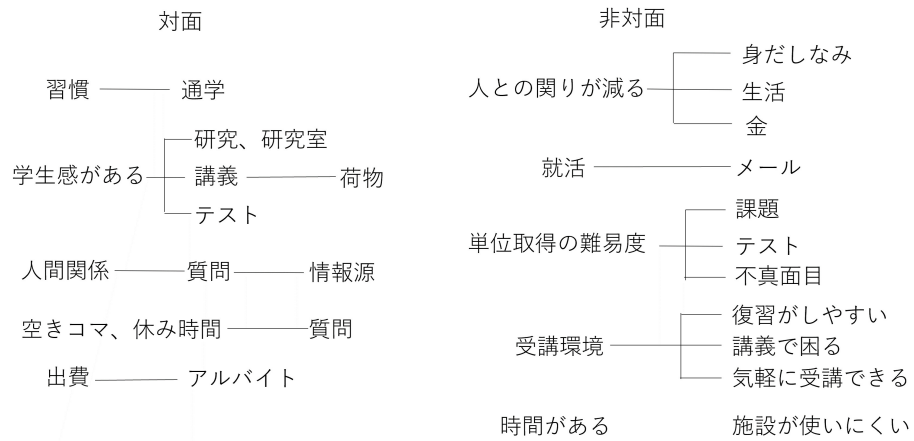 対面
習慣 通学
研究、研究室
学生感がある 講義 荷物
テスト
人間関係 質問 情報源
空きコマ、休み時間 質問
出費 アルバイト
非対面
身だしなみ
人との関りが減る 生活
金
就活 メール
課題
単位取得の難易度 テスト
不真面目
復習がしやすい
受講環境 講義で困る
気軽に受講できる
時間がある 施設が使いにくい